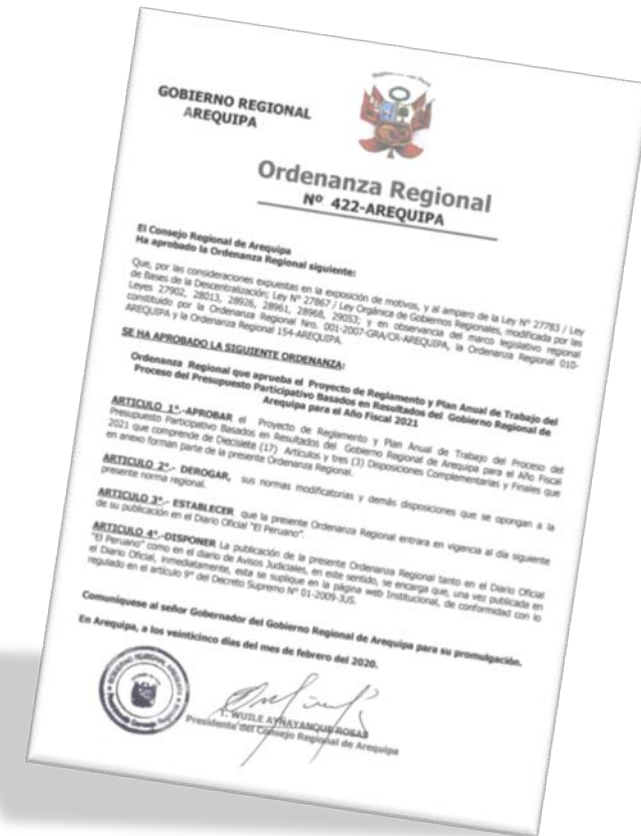 GOBIERNO REGIONAL
AREQUIPA
Ordenanza Regional
Nº 422-AREQUIPA
El Consejo Regional de Arequipa
Ha aprobado la Ordenanza Regional siguiente:
Que, por las consideraciones expuestas en la exposición de motivos, y al amparo de la Ley N° 27783 / Ley
de Bases de la Descentralización; Ley N° 27867 / Ley Orgánica de Gobiernos Regionales, modificada por las
Leyes 27902, 28013, 28926, 28961, 28968, 29053; y en observancia del marco legislativo regional
constituido por la Ordenanza Regional Nro. 001-2007-GRA/CR-AREQUIPA, la Ordenanza Regional 010-
AREQUIPA y la Ordenanza Regional 154-AREQUIPA.
SE HA APROBADO LA SIGUIENTE ORDENANZA:
Ordenanza Regional que aprueba el Proyecto de Reglamento y Plan Anual de Trabajo del
Proceso del Presupuesto Participativo Basados en Resultados del Gobierno Regional de
Arequipa para el Año Fiscal 2021
ARTICULO 1°.-APROBAR el Proyecto de Reglamento y Plan Anual de Trabajo del Proceso del
Presupuesto Participativo Basados en Resultados del Gobierno Regional de Arequipa para el Año Fiscal
2021 que comprende de Diecisiete (17) Artículos y tres (3) Disposiciones Complementarias y Finales que
en anexo forman parte de la presente Ordenanza Regional.
ARTICULO 2°.- DEROGAR, sus normas modificatorias y demás disposiciones que se opongan a la
presente norma regional.
ARTICULO 3°.- ESTABLECER que la presente Ordenanza Regional entrara en vigencia al día siguiente
de su publicación en el Diario Oficial "El Peruano".
ARTICULO 4°.-DISPONER La publicación de la presente Ordenanza Regional tanto en el Diario Oficial
"El Peruano" como en el diario de Avisos Judiciales, en este sentido, se encarga que, una vez publicada en
el Diario Oficial, inmediatamente, esta se suplique en la página web Institucional, de conformidad con lo
regulado en el artículo 9° del Decreto Supremo N° 01-2009-JUS.
Comuníquese al señor Gobernador del Gobierno Regional de Arequipa para su promulgación.
En Arequipa, a los veinticinco días del mes de febrero del 2020.
WUILE AYÑAYANQUE ROSAS
Presidente del Consejo Regional de Arequipa